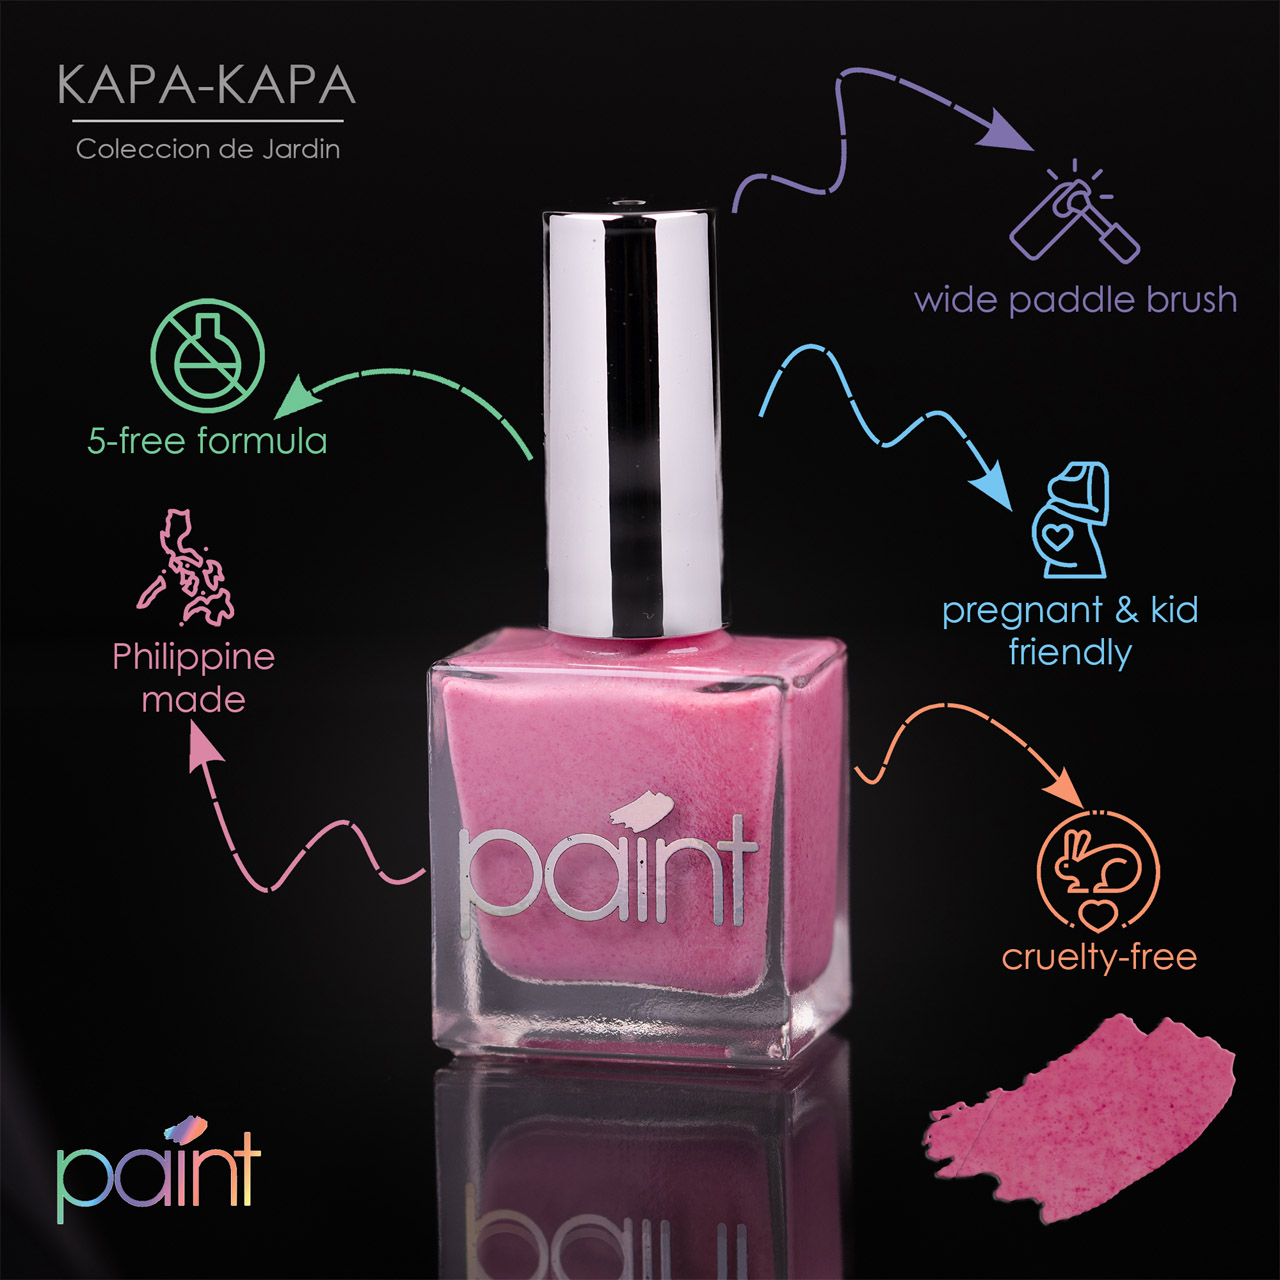 KAPA-KAPA
Coleccion de Jardin
wide paddle brush
5-free formula
pregnant & kid
friendly
Philippine
made
paint
cruelty-free
paint